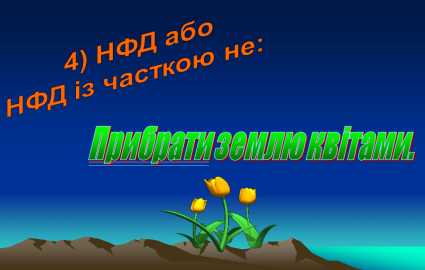 4) НФД або
НФД із часткою не:
Прибрати землю квітами.